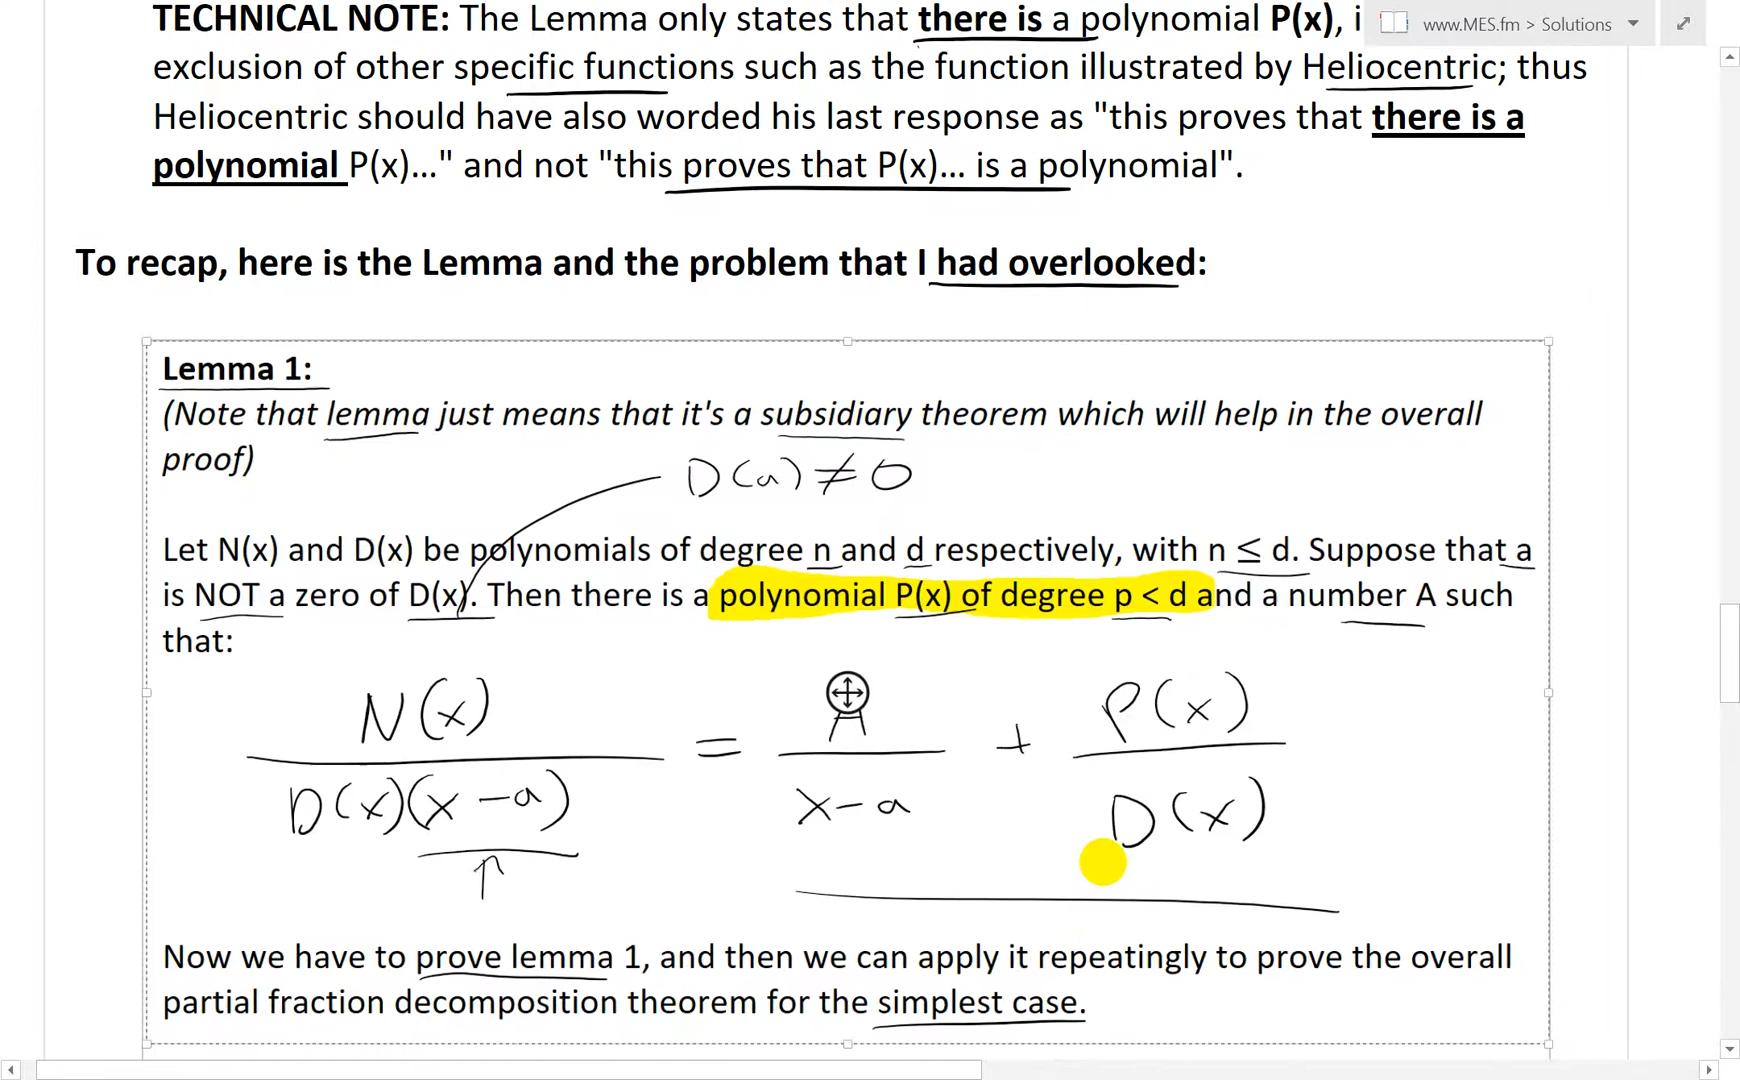 TECHNICAL NOTE: The Lemma only states that there is a polynomial P(x), i
www.MES.fm > Solutions
exclusion of other specific functions such as the function illustrated by Heliocentric; thus
Heliocentric should have also worded his last response as "this proves that there is a
polynomial P(x)..." and not "this proves that P(x)... is a polynomial".
To recap, here is the Lemma and the problem that I had overlooked:
Lemma 1:
(Note that lemma just means that it's a subsidiary theorem which will help in the overall
proof)
D(a) ≠ 0
Let N(x) and D(x) be polynomials of degree n and d respectively, with n ≤ d. Suppose that a
is NOT a zero of D(x). Then there is a polynomial P(x) of degree p < d and a number A such
that:
N(x) A P(x)
= +
D(x)(x-a) x-a D(x)
Now we have to prove lemma 1, and then we can apply it repeatingly to prove the overall
partial fraction decomposition theorem for the simplest case.